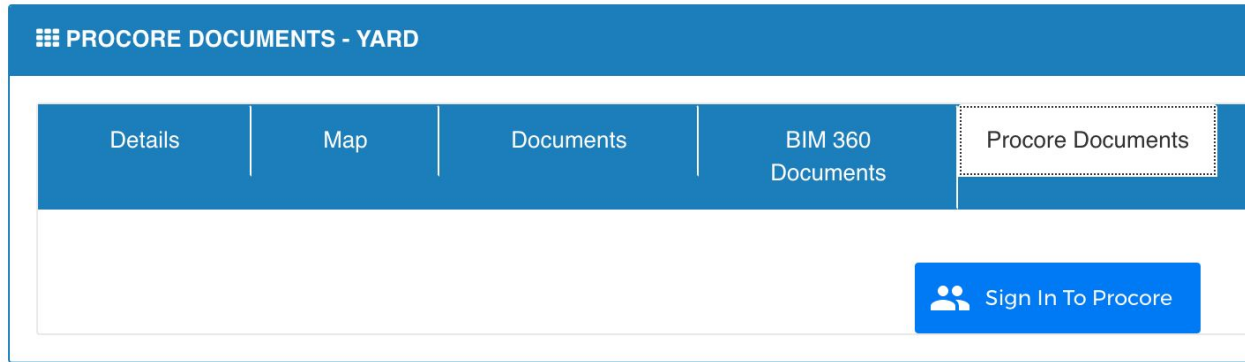 PROCORE DOCUMENTS - YARD
Details
Map
Documents
BIM 360
Documents
Procore Documents
Sign In To Procore